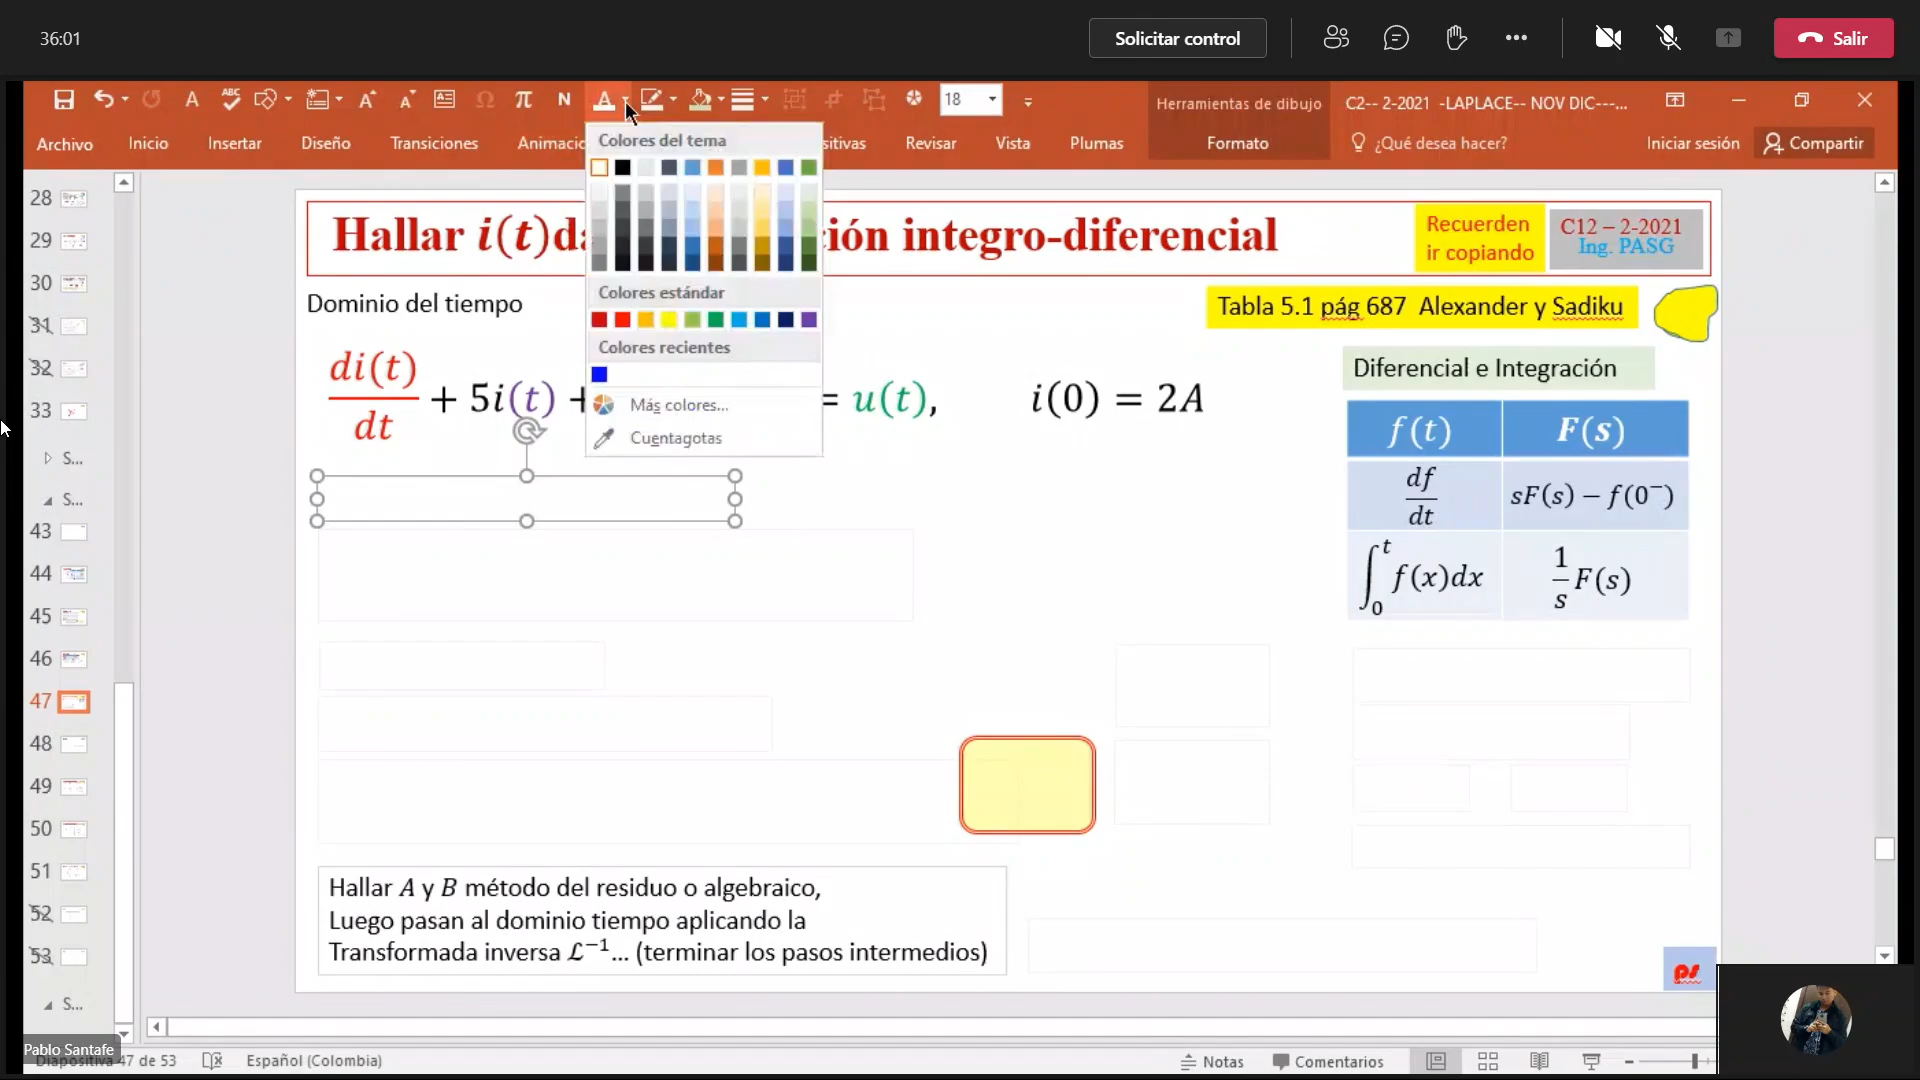 36:01
Solicitar control
Salir
18
Herramientas de dibujo
C2-- 2-2021 -LAPLACE-- NOV DIC---...
Archivo Inicio Insertar Diseño Transiciones Animacio sitivas Revisar Vista Plumas Formato ¿Qué desea hacer? Iniciar sesión Compartir
Colores del tema
Colores estándar
Colores recientes
Más colores...
Cuentagotas
28
29
30
31
32
33
S...
S...
43
44
45
46
47
48
49
50
51
52
53
S...
Hallar i(t)da ión integro-diferencial
Recuerden
ir copiando
C12 – 2-2021
Ing. PASG
Dominio del tiempo
Tabla 5.1 pág 687 Alexander y Sadiku
di(t)/dt + 5i(t) + = u(t), i(0) = 2A
Diferencial e Integración
f(t) F(s)
df/dt sF(s) − f(0⁻)
∫₀ᵗ f(x)dx 1/s F(s)
Hallar A y B método del residuo o algebraico,
Luego pasan al dominio tiempo aplicando la
Transformada inversa ℒ⁻¹... (terminar los pasos intermedios)
ps
Pablo Santafe
Diapositiva 47 de 53 Español (Colombia) Notas Comentarios